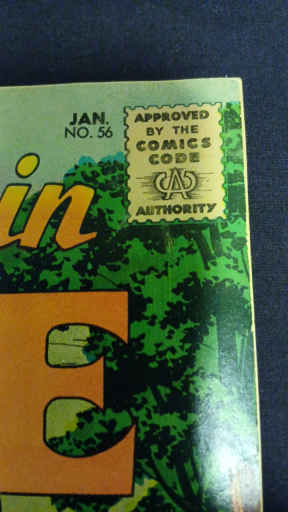 JAN.
NO. 56
APPROVED
BY THE
COMICS
CODE
CA
AUTHORITY
in
E